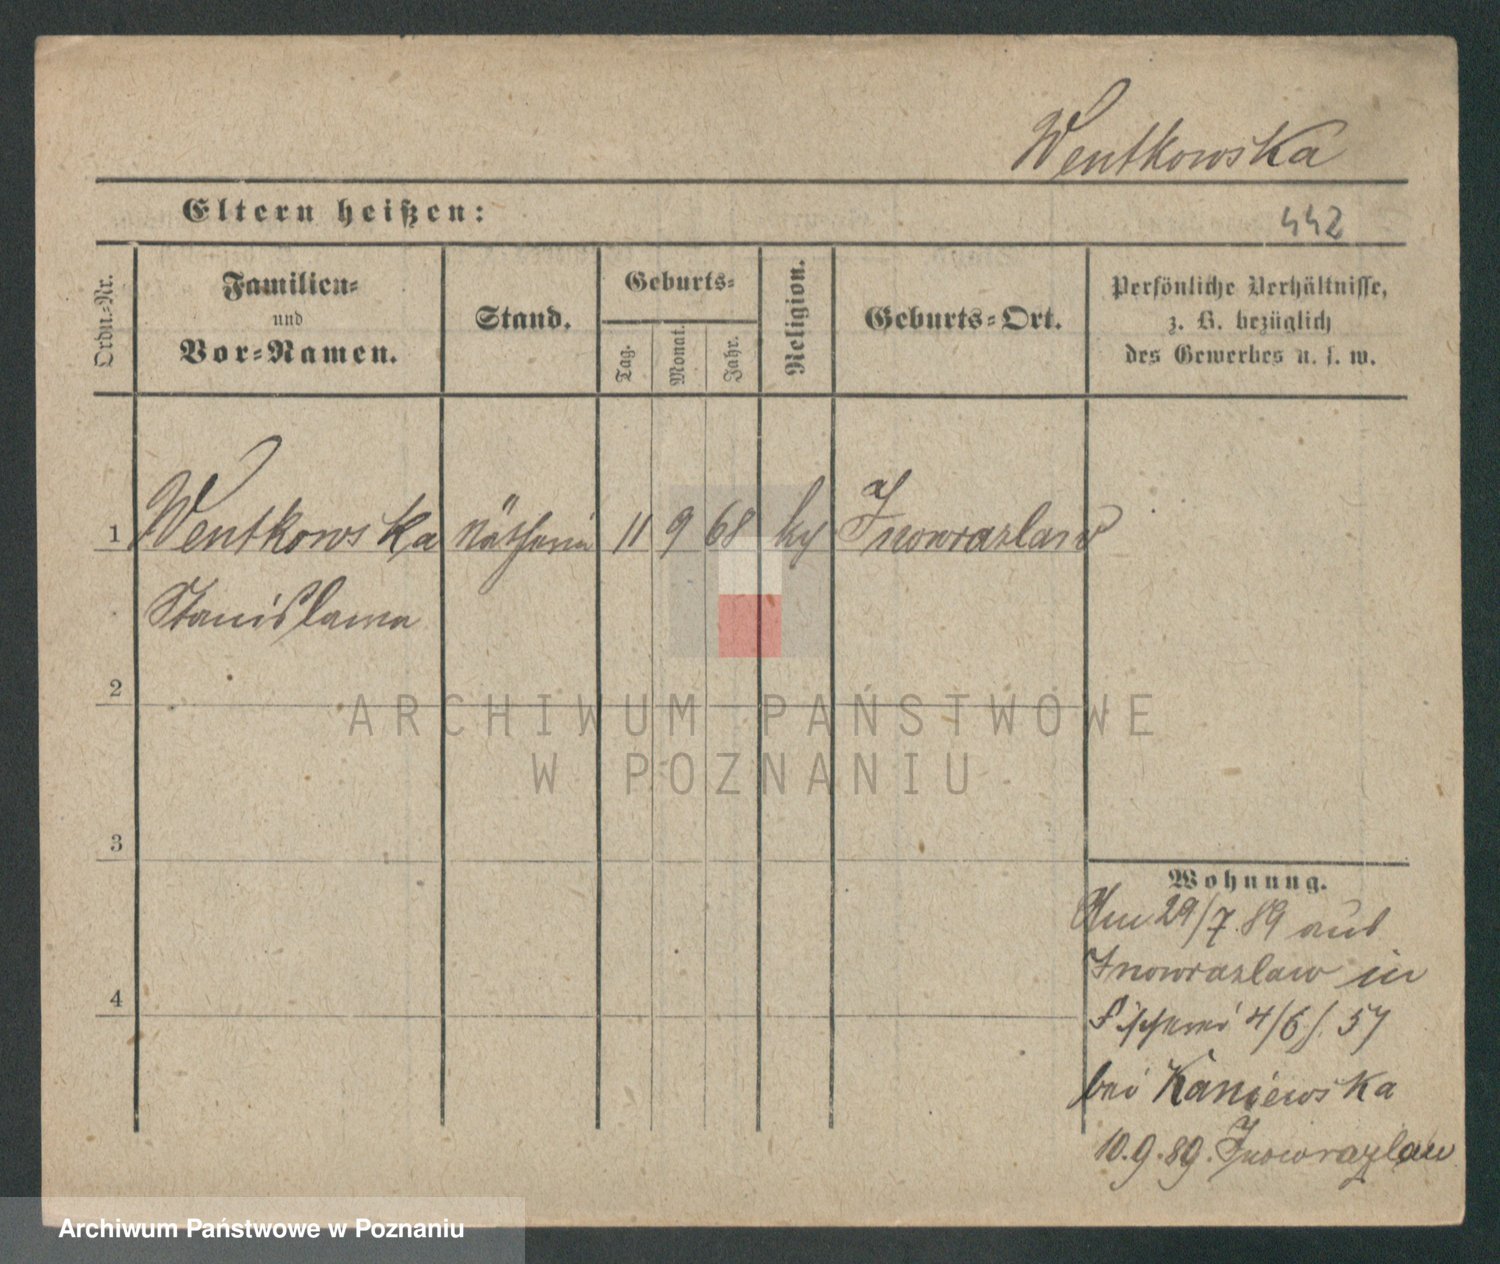 Wentkowska
Eltern heißen:
442
Ordn.-Nr.
Familien-
und
Vor-Namen.
Stand.
Geburts-
Tag.
Monat.
Jahr.
Religion.
Geburts-Ort.
Persönliche Verhältnisse,
z. B. bezüglich
des Gewerbes u. s. w.
1 Wentkowska Näherin 11 9 68 ky Inowrazlaw
Stanislawa
2
3
4
Wohnung.
Am 29/7. 89 aus
Inowrazlaw in
4/6 57
bei Kaniewska
10.9.89. Inowrazlaw
ARCHIWUM PAŃSTWOWE
W POZNANIU
Archiwum Państwowe w Poznaniu